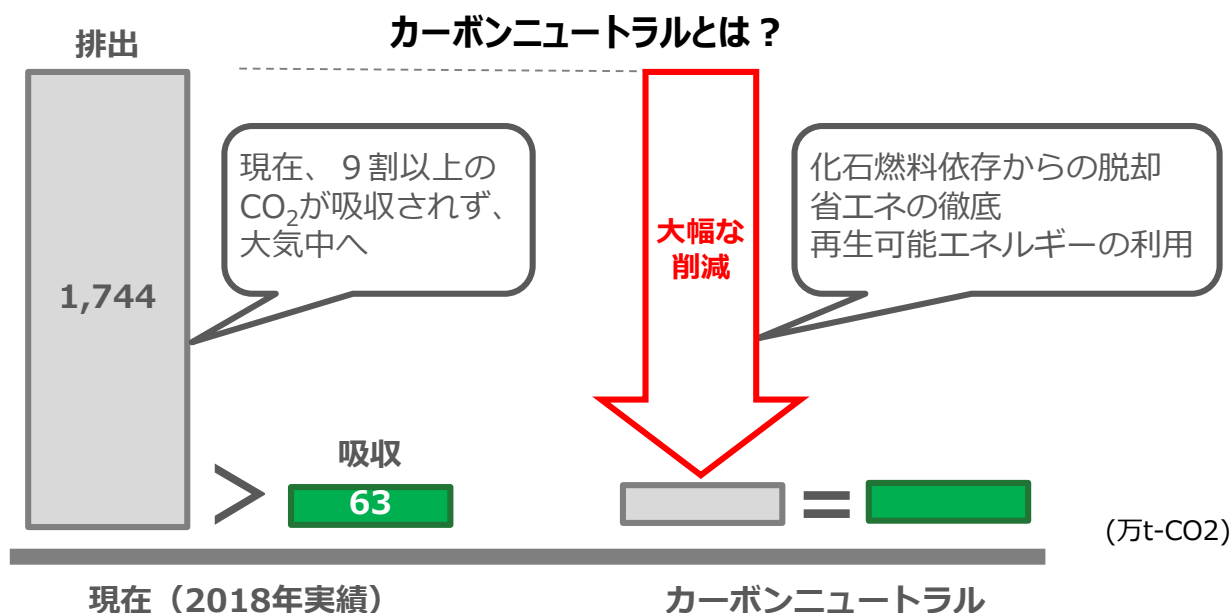 カーボンニュートラルとは？
排出
1,744
現在、９割以上の
CO2が吸収されず、
大気中へ
＞
吸収
63
大幅な
削減
化石燃料依存からの脱却
省エネの徹底
再生可能エネルギーの利用
＝
(万t-CO2)
現在（2018年実績）
カーボンニュートラル